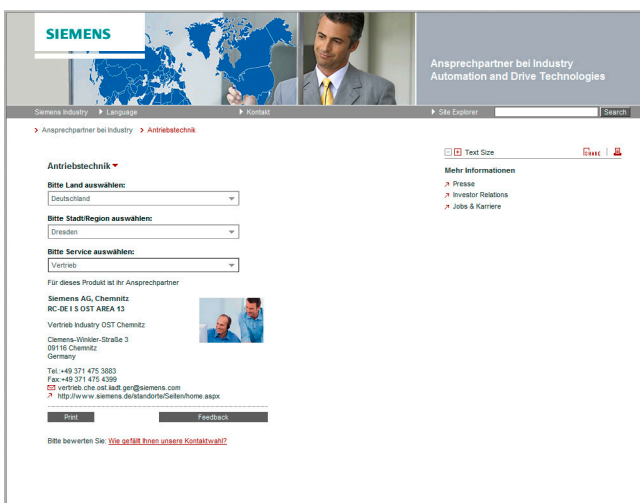 SIEMENS
Ansprechpartner bei Industry
Automation and Drive Technologies
Siemens Industry Language Kontakt Site Explorer Search
Ansprechpartner bei Industry Antriebstechnik
Text Size SHARE
Antriebstechnik
Mehr Informationen
Bitte Land auswählen:
Presse
Deutschland
Investor Relations
Jobs & Karriere
Bitte Stadt/Region auswählen:
Dresden
Bitte Service auswählen:
Vertrieb
Für dieses Produkt ist ihr Ansprechpartner
Siemens AG, Chemnitz
RC-DE I S OST AREA 13
Vertrieb Industry OST Chemnitz
Clemens-Winkler-Straße 3
09116 Chemnitz
Germany
Tel.:+49 371 475 3883
Fax:+49 371 475 4399
vertrieb.che.ost.iiadt.ger@siemens.com
http://www.siemens.de/standorte/Seiten/home.aspx
Print Feedback
Bitte bewerten Sie: Wie gefällt Ihnen unsere Kontaktwahl?